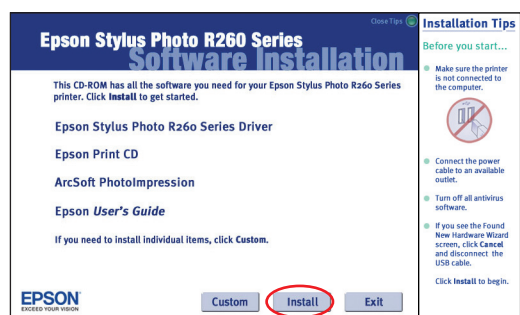 Close Tips
Epson Stylus Photo R260 Series
Software Installation
This CD-ROM has all the software you need for your Epson Stylus Photo R260 Series
printer. Click Install to get started.
Epson Stylus Photo R260 Series Driver
Epson Print CD
ArcSoft PhotoImpression
Epson User's Guide
If you need to install individual items, click Custom.
EPSON
EXCEED YOUR VISION
Custom
Install
Exit
Installation Tips
Before you start...
Make sure the printer
is not connected to
the computer.
Connect the power
cable to an available
outlet.
Turn off all antivirus
software.
If you see the Found
New Hardware Wizard
screen, click Cancel
and disconnect the
USB cable.
Click Install to begin.